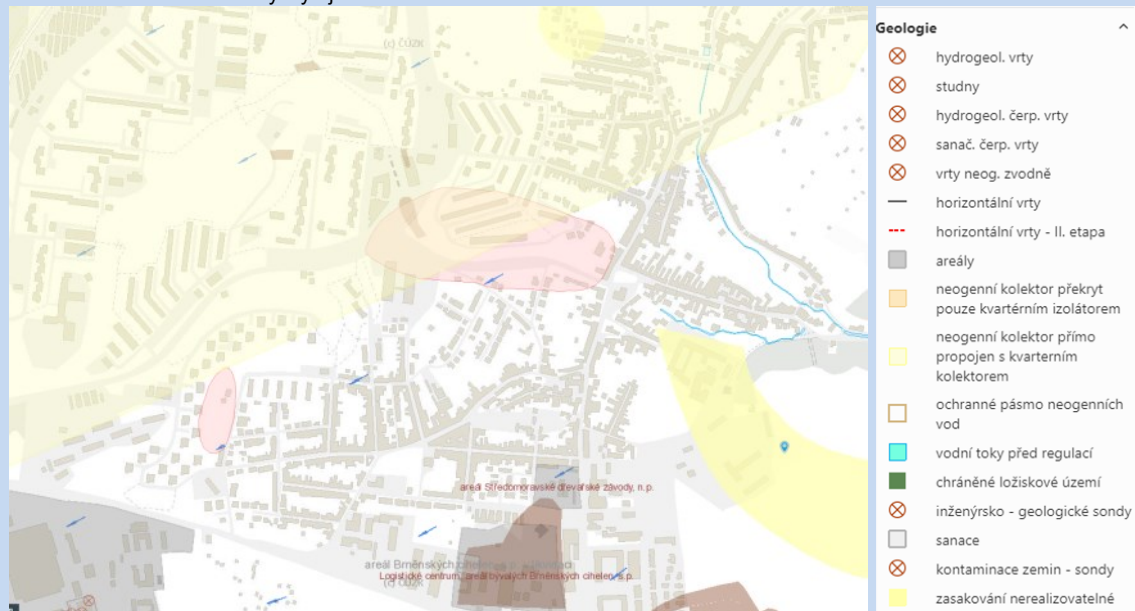 (c) ČÚZK
areál Středomoravské dřevařské závody, n.p.
Logistické centrum, areál bývalých Brněnských cihelen, s.p.
(c) ČÚZK
Geologie
hydrogeol. vrty
studny
hydrogeol. čerp. vrty
sanač. čerp. vrty
vrty neog. zvodně
horizontální vrty
horizontální vrty - II. etapa
areály
neogenní kolektor překryt
pouze kvartérním izolátorem
neogenní kolektor přímo
propojen s kvarterním
kolektorem
ochranné pásmo neogenních
vod
vodní toky před regulací
chráněné ložiskové území
inženýrsko - geologické sondy
sanace
kontaminace zemin - sondy
zasakování nerealizovatelné